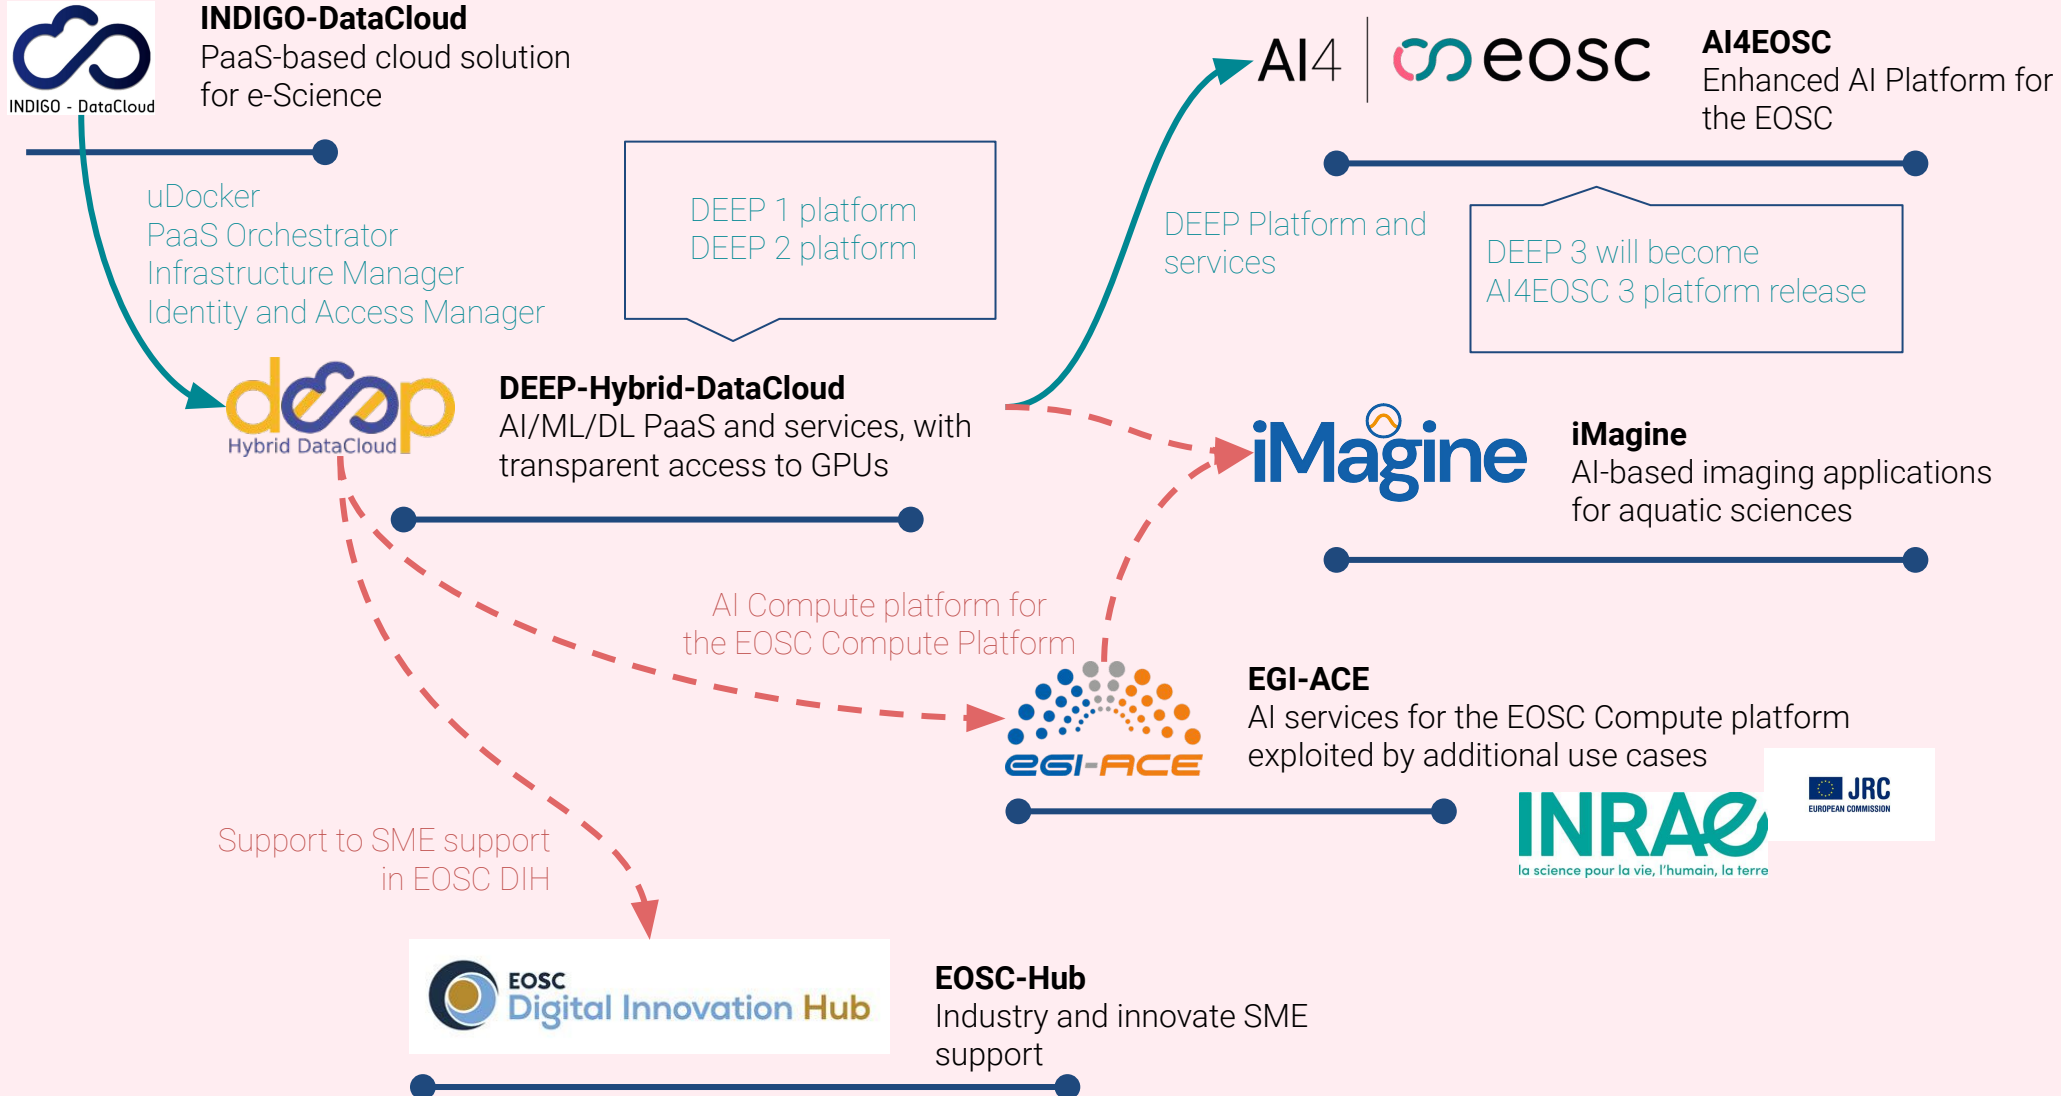 INDIGO - DataCloud
INDIGO-DataCloud
PaaS-based cloud solution
for e-Science
uDocker
PaaS Orchestrator
Infrastructure Manager
Identity and Access Manager
DEEP 1 platform
DEEP 2 platform
AI4 eosc
AI4EOSC
Enhanced AI Platform for
the EOSC
DEEP Platform and
services
DEEP 3 will become
AI4EOSC 3 platform release
deep
Hybrid DataCloud
DEEP-Hybrid-DataCloud
AI/ML/DL PaaS and services, with
transparent access to GPUs
iMagine
iMagine
AI-based imaging applications
for aquatic sciences
AI Compute platform for
the EOSC Compute Platform
EGI-ACE
EGI-ACE
AI services for the EOSC Compute platform
exploited by additional use cases
JRC
EUROPEAN COMMISSION
INRAE
la science pour la vie, l'humain, la terre
Support to SME support
in EOSC DIH
EOSC
Digital Innovation Hub
EOSC-Hub
Industry and innovate SME
support